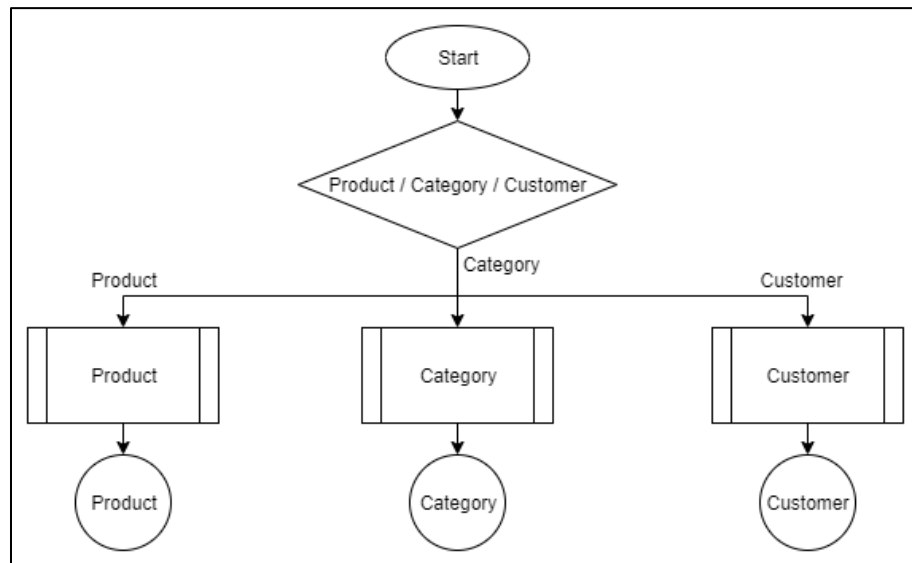 Start
Product / Category / Customer
Category
Product
Customer
Product
Category
Customer
Product
Category
Customer